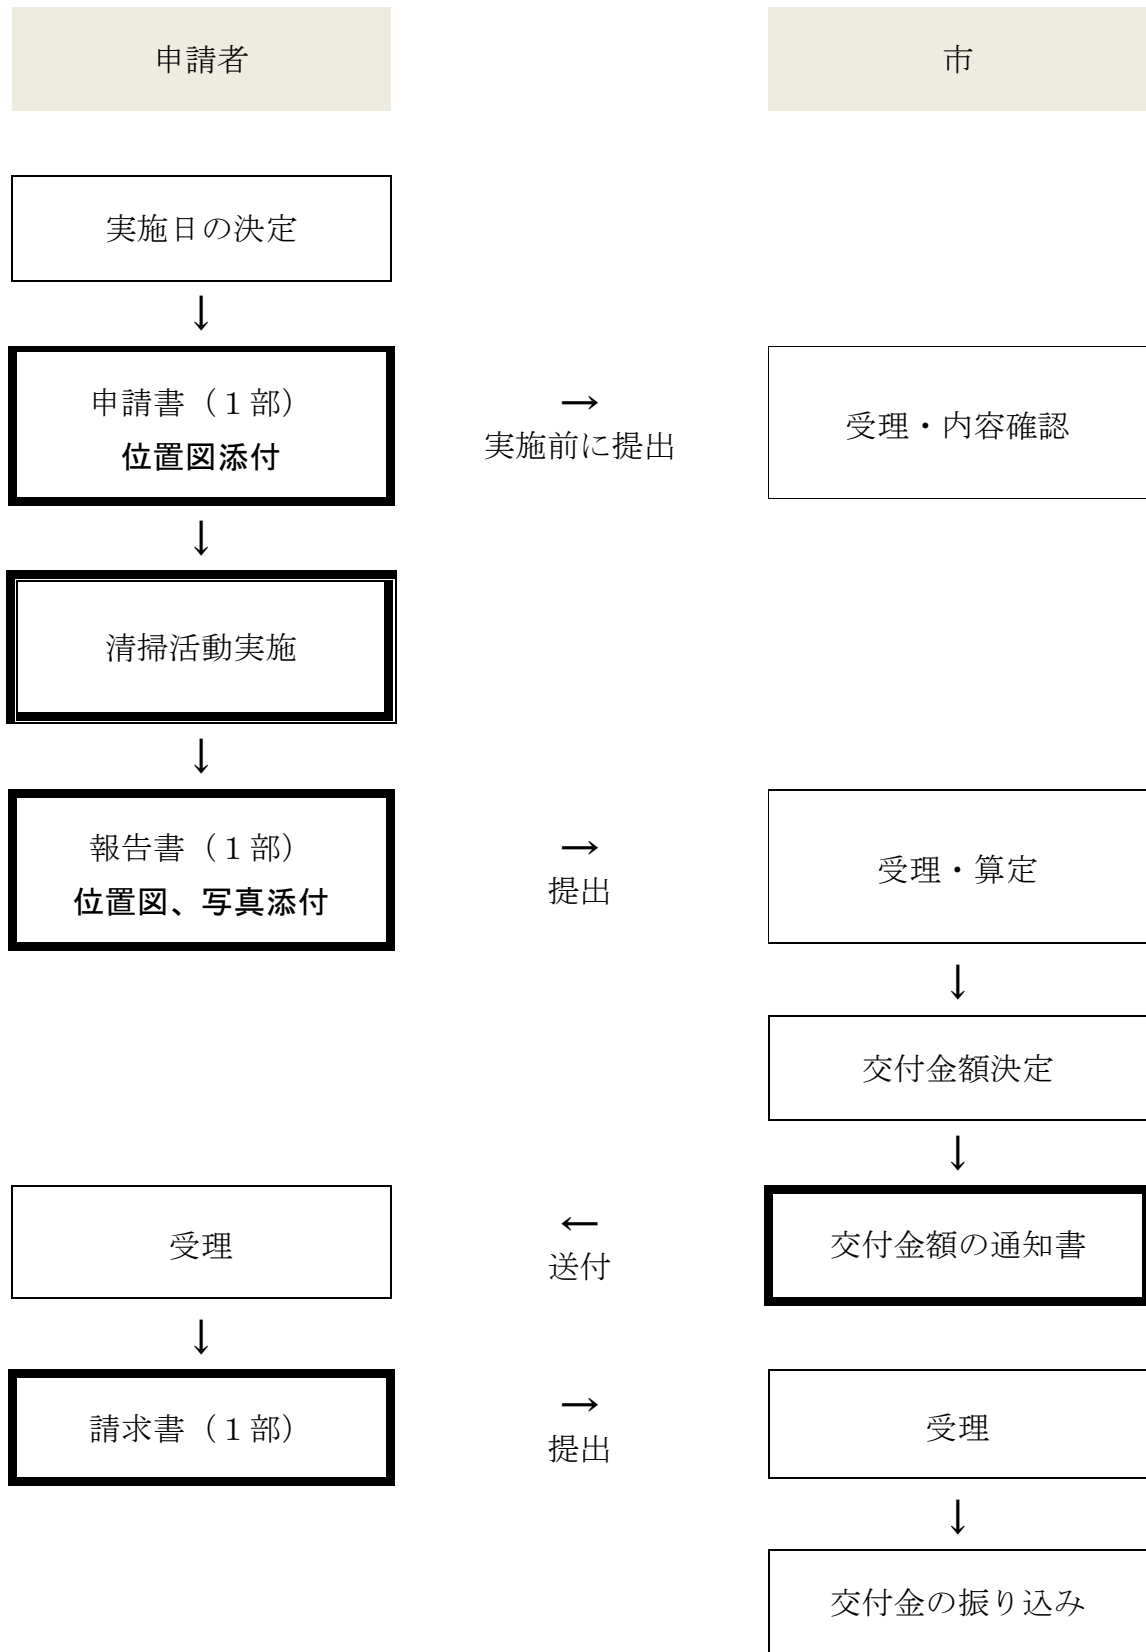 申請者
市
実施日の決定
↓
申請書（１部）
位置図添付
→
実施前に提出
受理・内容確認
↓
清掃活動実施
↓
報告書（１部）
位置図、写真添付
→
提出
受理・算定
↓
交付金額決定
↓
交付金額の通知書
←
送付
受理
↓
請求書（１部）
→
提出
受理
↓
交付金の振り込み